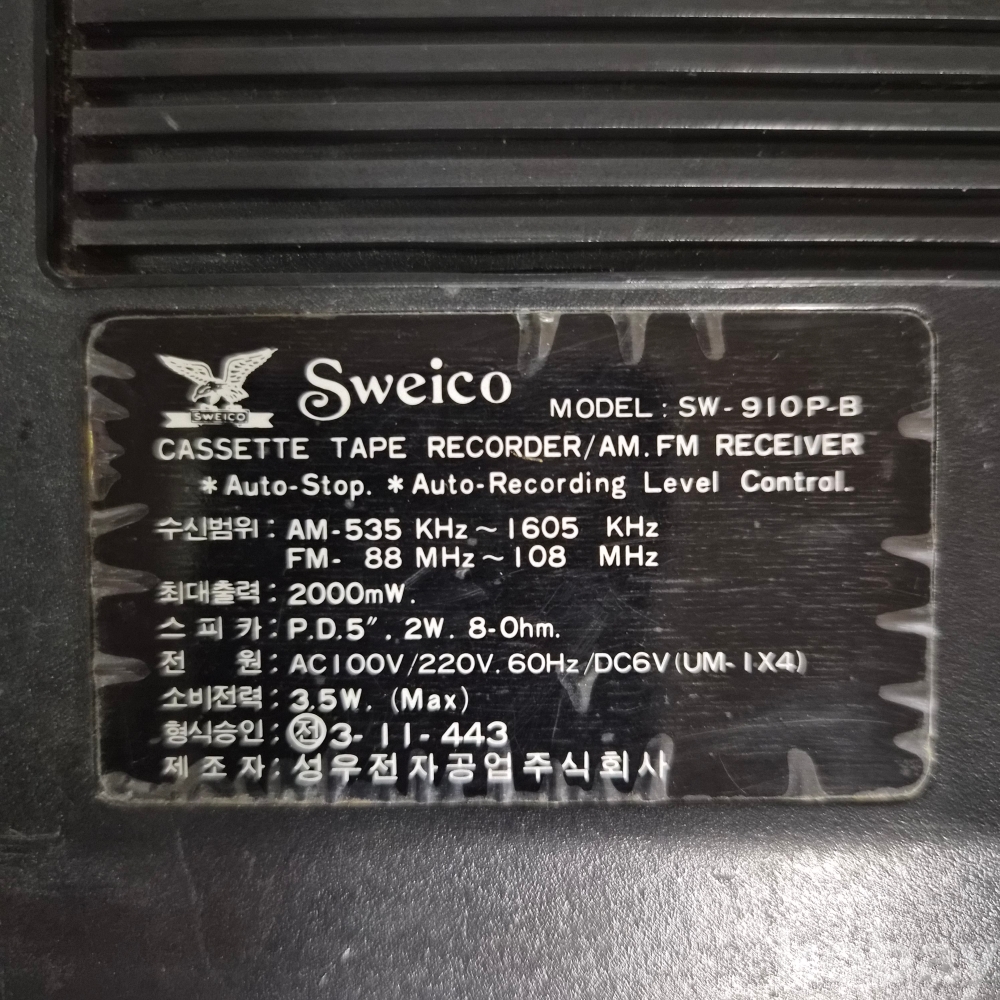 SWEICO
Sweico
MODEL : SW-910P-B
CASSETTE TAPE RECORDER/AM.FM RECEIVER
*Auto-Stop. *Auto-Recording Level Control.
수신범위 : AM-535 KHz~1605 KHz
FM- 88 MHz~108 MHz
최대출력 : 2000mW.
스피카 : P.D.5". 2W. 8-Ohm.
전 원 : AC100V/220V. 60Hz/DC6V(UM-1X4)
소비전력 : 3.5W. (Max)
형식승인 : ㉠전 3-11-443
제조자 : 성우전자공업주식회사